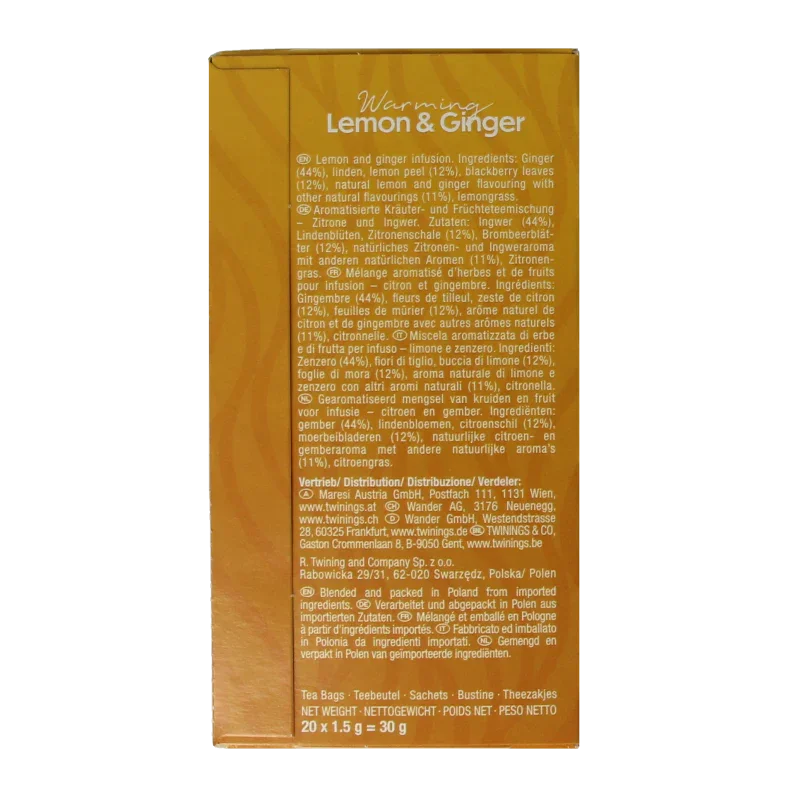 Warming
Lemon & Ginger
EN Lemon and ginger infusion. Ingredients: Ginger
(44%), linden, lemon peel (12%), blackberry leaves
(12%), natural lemon and ginger flavouring with
other natural flavourings (11%), lemongrass.
DE Aromatisierte Kräuter- und Früchteteemischung
– Zitrone und Ingwer. Zutaten: Ingwer (44%),
Lindenblüten, Zitronenschale (12%), Brombeerblät-
ter (12%), natürliches Zitronen- und Ingweraroma
mit anderen natürlichen Aromen (11%), Zitronen-
gras. FR Mélange aromatisé d'herbes et de fruits
pour infusion – citron et gingembre. Ingrédients:
Gingembre (44%), fleurs de tilleul, zeste de citron
(12%), feuilles de mûrier (12%), arôme naturel de
citron et de gingembre avec autres arômes naturels
(11%), citronnelle. IT Miscela aromatizzata di erbe
e di frutta per infuso – limone e zenzero. Ingredienti:
Zenzero (44%), fiori di tiglio, buccia di limone (12%),
foglie di mora (12%), aroma naturale di limone e
zenzero con altri aromi naturali (11%), citronella.
NL Gearomatiseerd mengsel van kruiden en fruit
voor infusie – citroen en gember. Ingrediënten:
gember (44%), lindenbloemen, citroenschil (12%),
moerbeibladeren (12%), natuurlijke citroen- en
gemberaroma met andere natuurlijke aroma's
(11%), citroengras.
Vertrieb/ Distribution/ Distribuzione/ Verdeler:
A Maresi Austria GmbH, Postfach 111, 1131 Wien,
www.twinings.at CH Wander AG, 3176 Neuenegg,
www.twinings.ch D Wander GmbH, Westendstrasse
28, 60325 Frankfurt, www.twinings.de BE TWININGS & CO,
Gaston Crommenlaan 8, B-9050 Gent, www.twinings.be
R. Twining and Company Sp. z o.o.
Rabowicka 29/31, 62-020 Swarzędz, Polska/ Polen
EN Blended and packed in Poland from imported
ingredients. DE Verarbeitet und abgepackt in Polen aus
importierten Zutaten. FR Mélangé et emballé en Pologne
à partir d'ingrédients importés. IT Fabbricato ed imballato
in Polonia da ingredienti importati. NL Gemengd en
verpakt in Polen van geïmporteerde ingrediënten.
Tea Bags · Teebeutel · Sachets · Bustine · Theezakjes
NET WEIGHT · NETTOGEWICHT · POIDS NET · PESO NETTO
20 x 1.5 g = 30 g